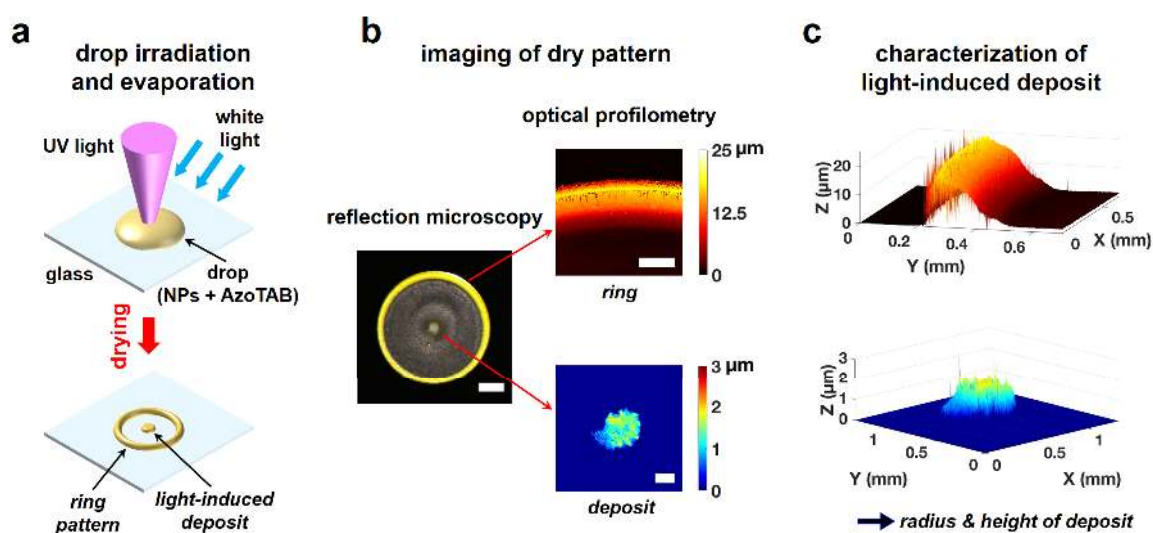 a
drop irradiation
and evaporation
UV light
white
light
glass
drop
(NPs + AzoTAB)
drying
ring
pattern
light-induced
deposit
b
imaging of dry pattern
optical profilometry
reflection microscopy
25 µm
12.5
0
ring
3 µm
2
1
0
deposit
c
characterization of
light-induced deposit
Z (µm)
20
10
0
0
0.2
0.4
0.6
Y (mm)
0
0.5
X (mm)
Z (µm)
3
2
1
0
1
0.5
0
Y (mm)
0
0.5
1
X (mm)
radius & height of deposit